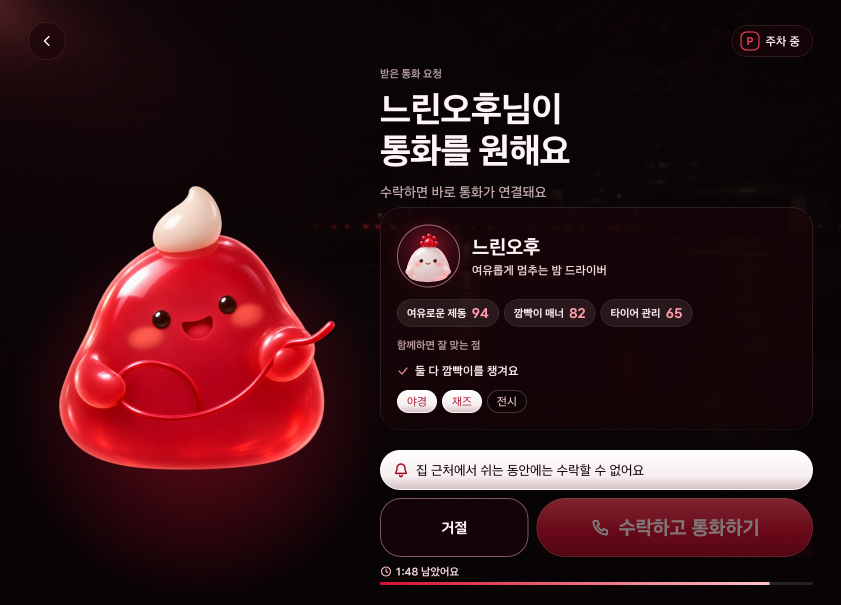 P 주차 중
받은 통화 요청
느린오후님이
통화를 원해요
수락하면 바로 통화가 연결돼요
느린오후
여유롭게 멈추는 밤 드라이버
여유로운 제동 94 깜빡이 매너 82 타이어 관리 65
함께하면 잘 맞는 점
둘 다 깜빡이를 챙겨요
야경 재즈 전시
집 근처에서 쉬는 동안에는 수락할 수 없어요
거절 수락하고 통화하기
1:48 남았어요